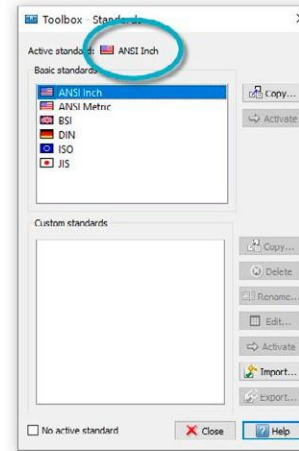 Toolbox - Standards
Active standard: ANSI Inch
Basic standards
ANSI Inch
ANSI Metric
BSI
DIN
ISO
JIS
Copy...
Activate
Custom standards
Copy...
Delete
Rename...
Edit...
Activate
Import...
Export...
No active standard
Close
Help